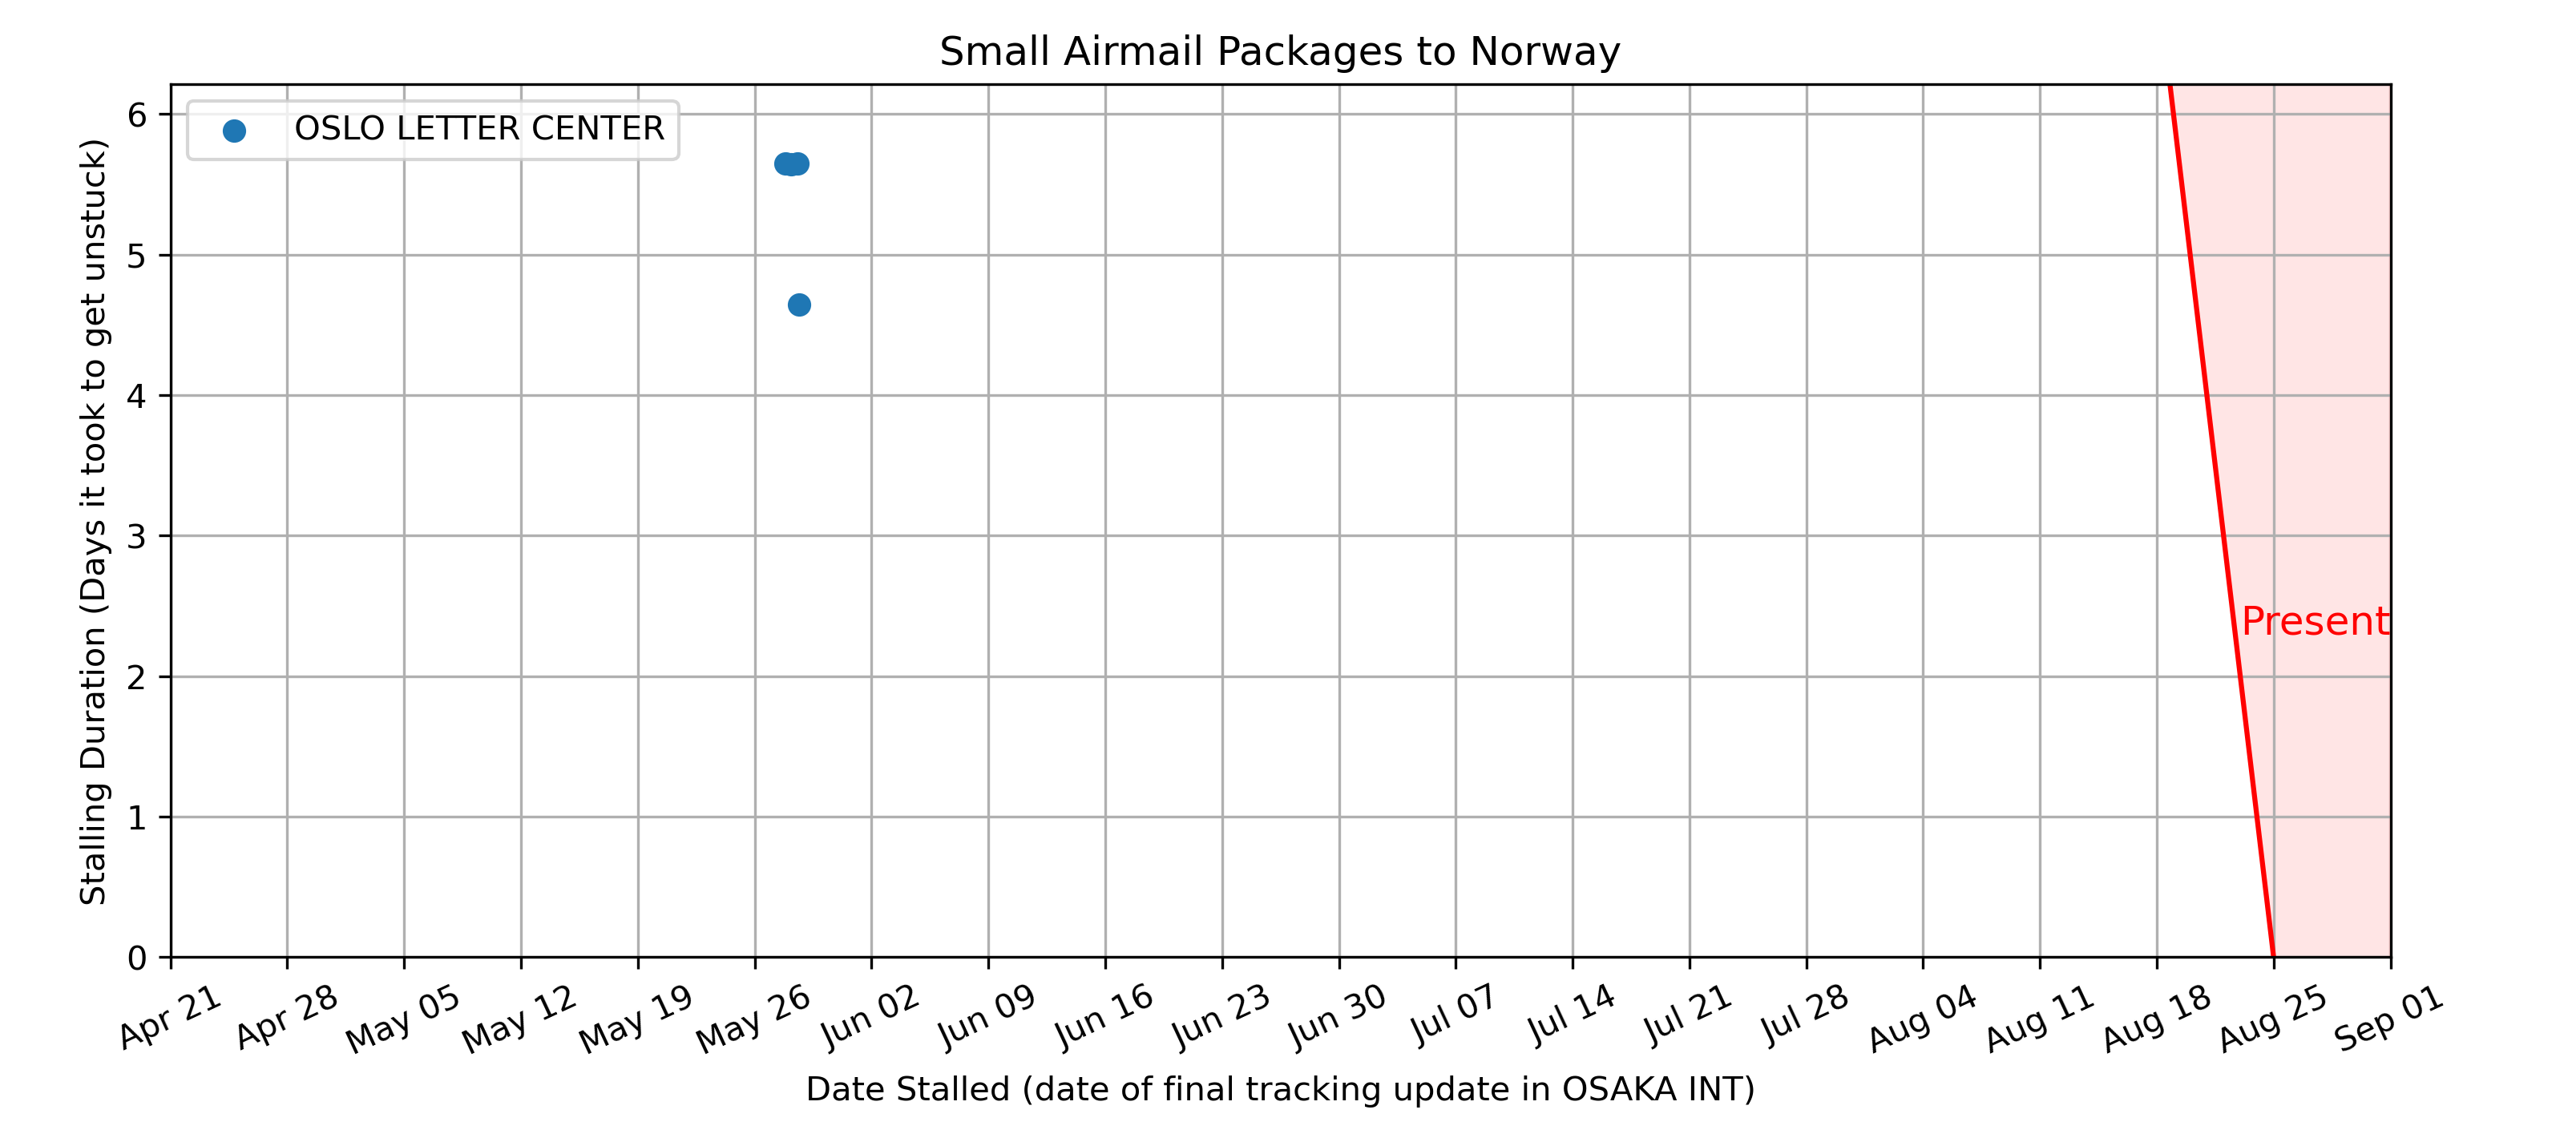 Small Airmail Packages to Norway
OSLO LETTER CENTER
6
5
4
3
2
1
0
Stalling Duration (Days it took to get unstuck)
Present
Apr 21
Apr 28
May 05
May 12
May 19
May 26
Jun 02
Jun 09
Jun 16
Jun 23
Jun 30
Jul 07
Jul 14
Jul 21
Jul 28
Aug 04
Aug 11
Aug 18
Aug 25
Sep 01
Date Stalled (date of final tracking update in OSAKA INT)